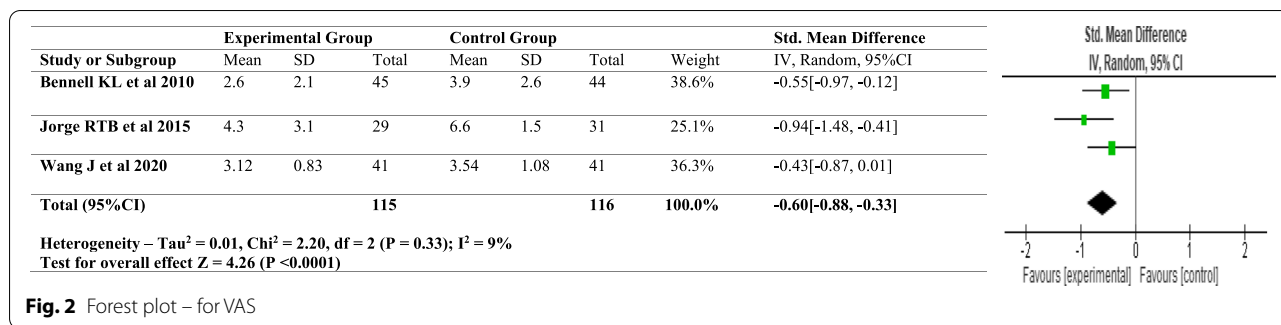 Experimental Group Control Group Std. Mean Difference
Study or Subgroup Mean SD Total Mean SD Total Weight IV, Random, 95%CI
Bennell KL et al 2010 2.6 2.1 45 3.9 2.6 44 38.6% -0.55[-0.97, -0.12]
Jorge RTB et al 2015 4.3 3.1 29 6.6 1.5 31 25.1% -0.94[-1.48, -0.41]
Wang J et al 2020 3.12 0.83 41 3.54 1.08 41 36.3% -0.43[-0.87, 0.01]
Total (95%CI) 115 116 100.0% -0.60[-0.88, -0.33]
Heterogeneity – Tau² = 0.01, Chi² = 2.20, df = 2 (P = 0.33); I² = 9%
Test for overall effect Z = 4.26 (P <0.0001)
Std. Mean Difference
IV, Random, 95% CI
-2 -1 0 1 2
Favours [experimental] Favours [control]
Fig. 2 Forest plot – for VAS